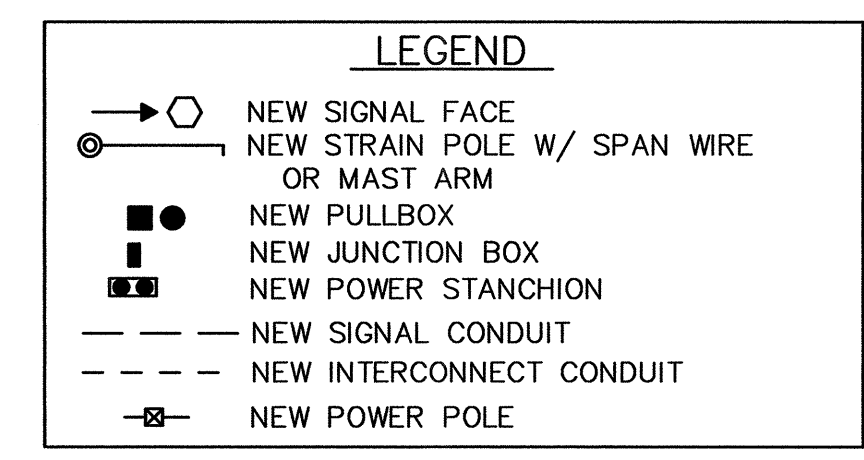 LEGEND
NEW SIGNAL FACE
NEW STRAIN POLE W/ SPAN WIRE
OR MAST ARM
NEW PULLBOX
NEW JUNCTION BOX
NEW POWER STANCHION
NEW SIGNAL CONDUIT
NEW INTERCONNECT CONDUIT
NEW POWER POLE